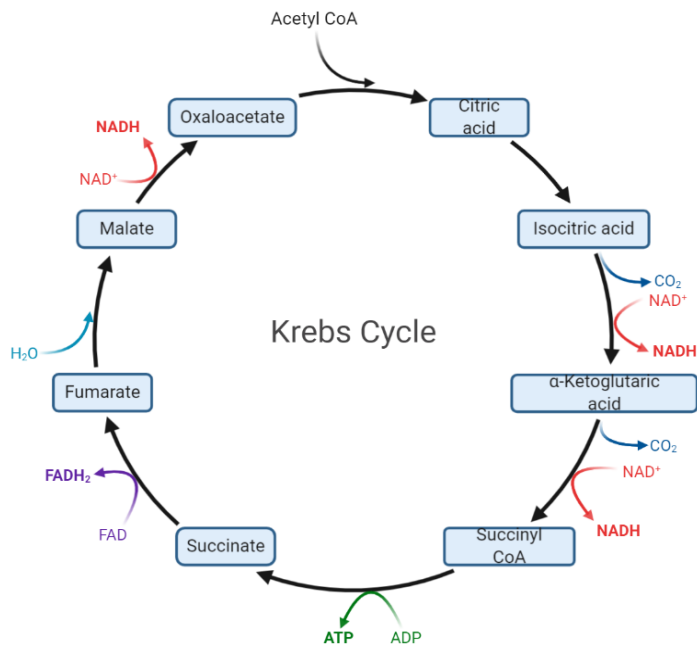 Acetyl CoA
Oxaloacetate
Citric
acid
NADH
NAD⁺
Malate
Isocitric acid
CO₂
NAD⁺
NADH
Krebs Cycle
H₂O
Fumarate
α-Ketoglutaric
acid
CO₂
NAD⁺
NADH
FADH₂
FAD
Succinate
Succinyl
CoA
ATP
ADP